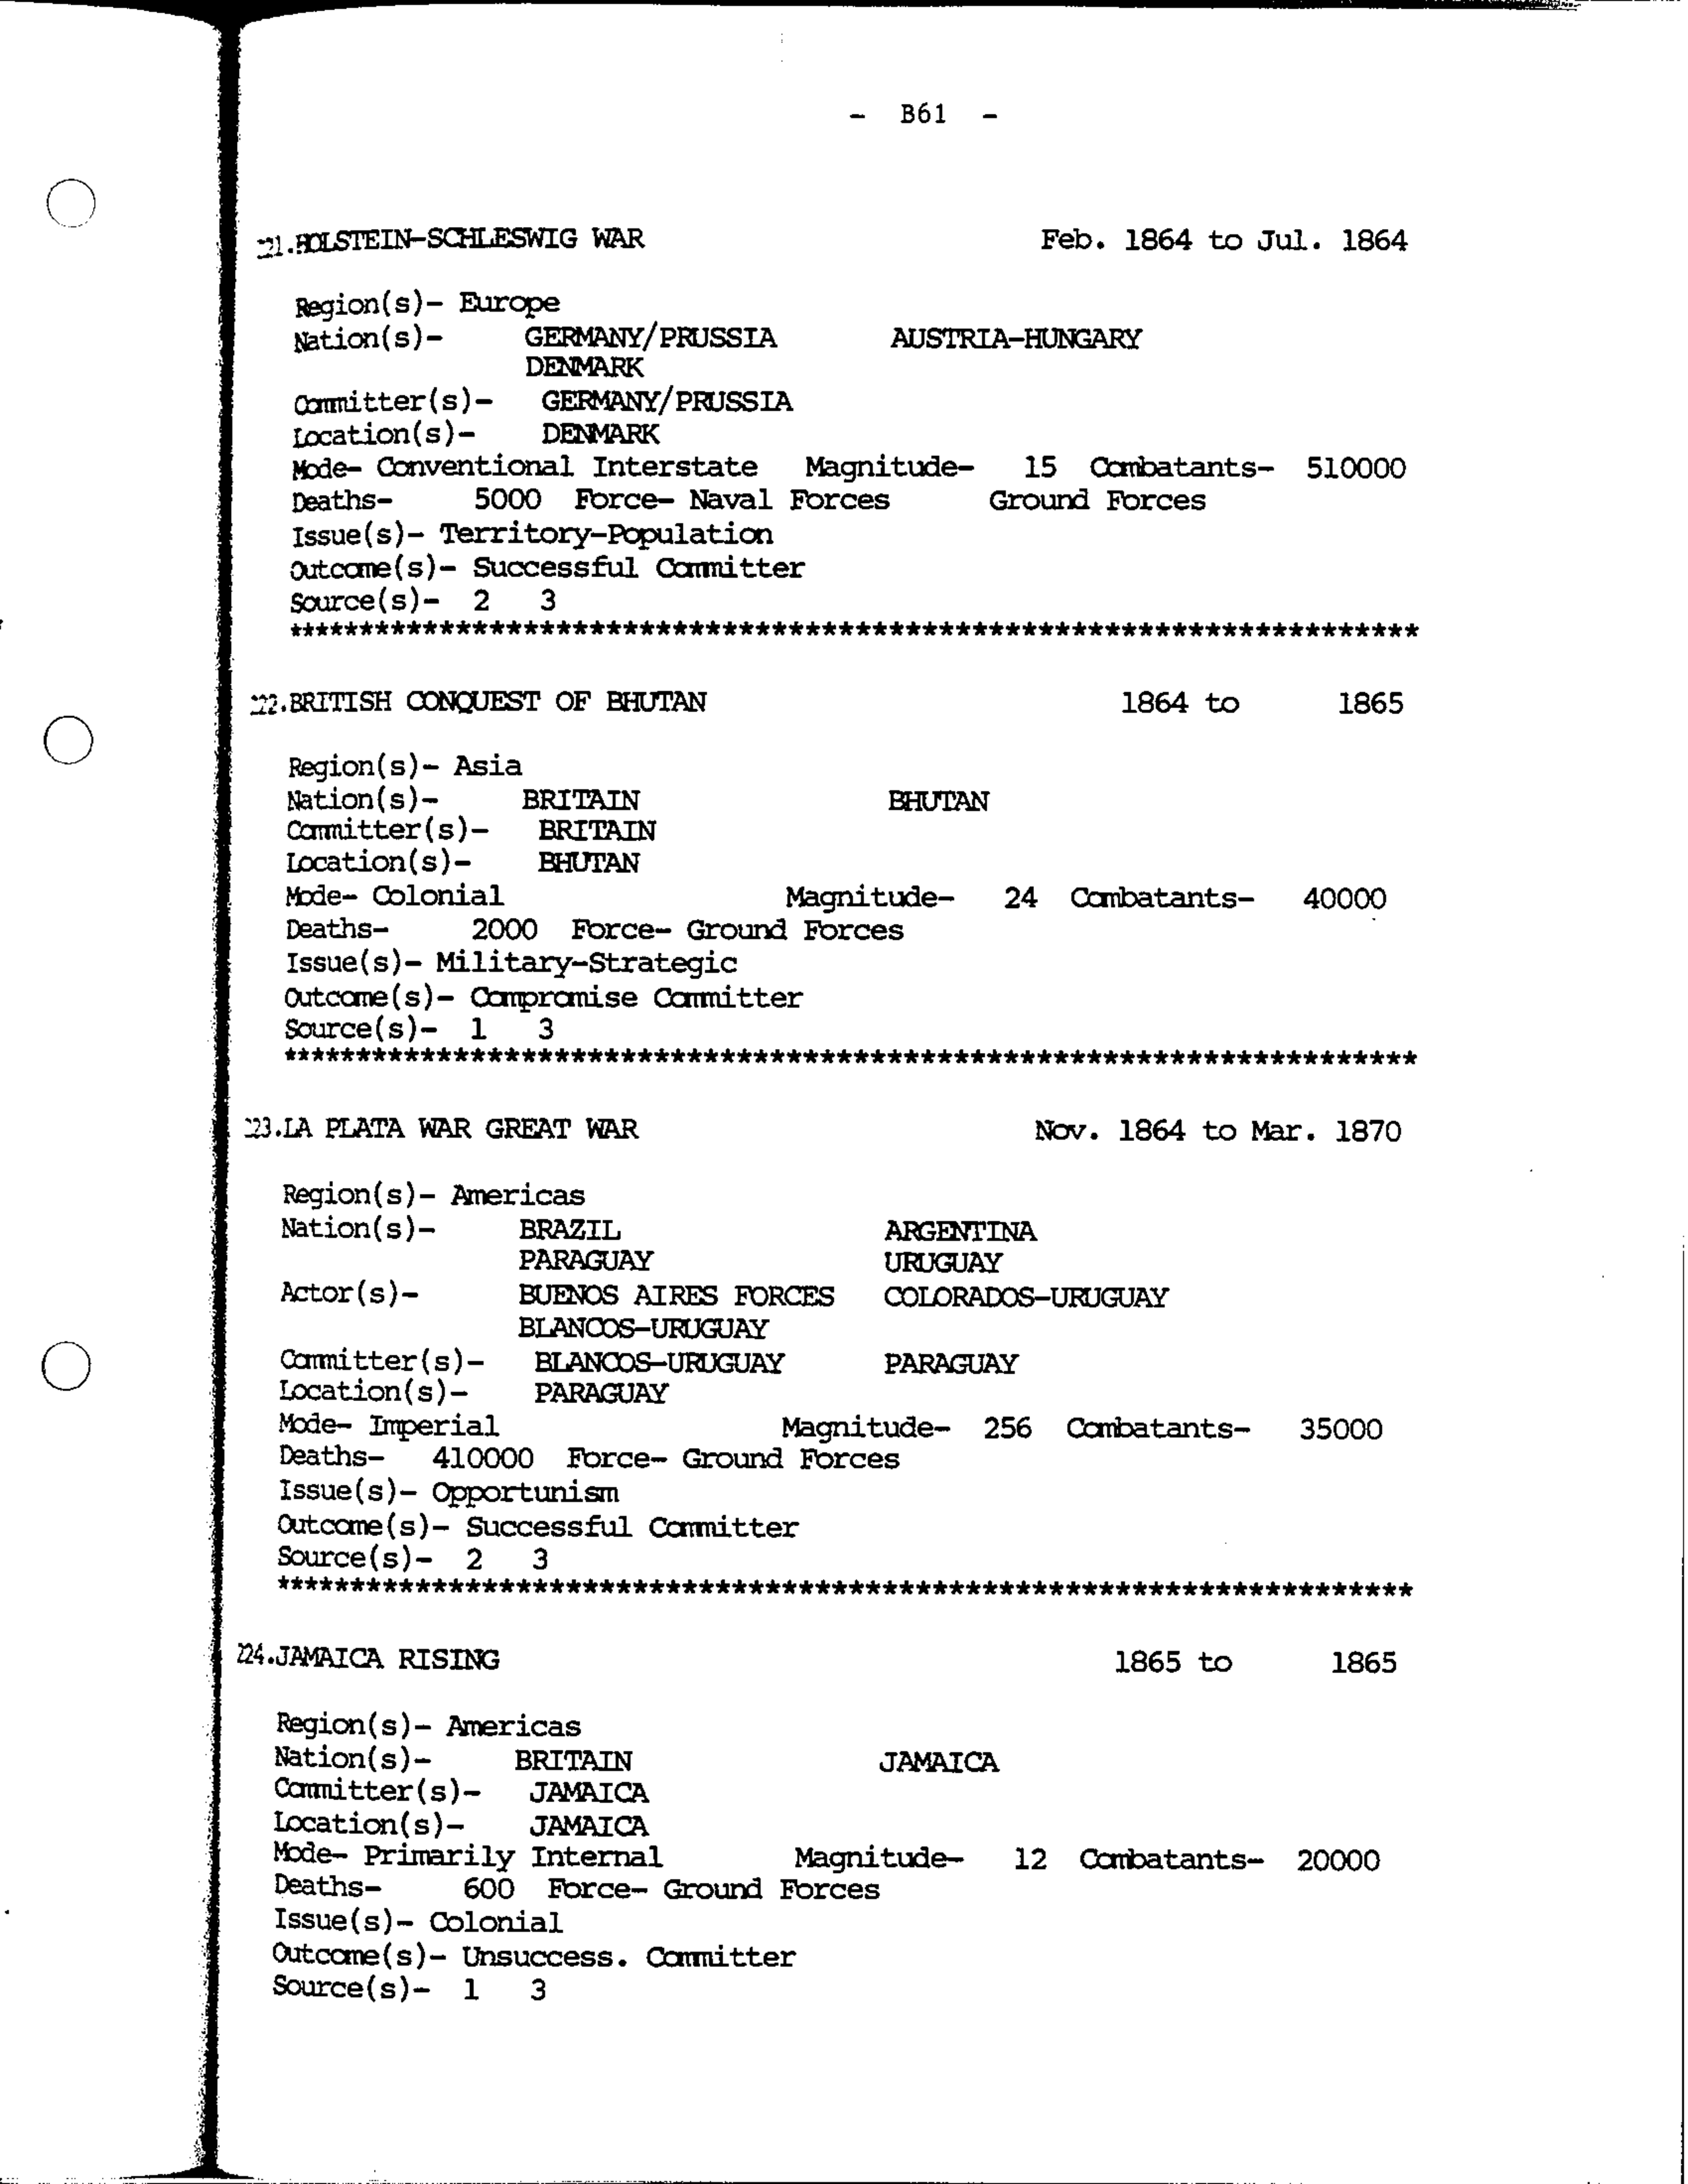 - B61 -
221.HOLSTEIN-SCHLESWIG WAR Feb. 1864 to Jul. 1864
Region(s)- Europe
Nation(s)- GERMANY/PRUSSIA AUSTRIA-HUNGARY
DENMARK
Committer(s)- GERMANY/PRUSSIA
Location(s)- DENMARK
Mode- Conventional Interstate Magnitude- 15 Combatants- 510000
Deaths- 5000 Force- Naval Forces Ground Forces
Issue(s)- Territory-Population
Outcome(s)- Successful Committer
Source(s)- 2 3
********************************************************************
222.BRITISH CONQUEST OF BHUTAN 1864 to 1865
Region(s)- Asia
Nation(s)- BRITAIN BHUTAN
Committer(s)- BRITAIN
Location(s)- BHUTAN
Mode- Colonial Magnitude- 24 Combatants- 40000
Deaths- 2000 Force- Ground Forces
Issue(s)- Military-Strategic
Outcome(s)- Compromise Committer
Source(s)- 1 3
********************************************************************
223.LA PLATA WAR GREAT WAR Nov. 1864 to Mar. 1870
Region(s)- Americas
Nation(s)- BRAZIL ARGENTINA
PARAGUAY URUGUAY
Actor(s)- BUENOS AIRES FORCES COLORADOS-URUGUAY
BLANCOS-URUGUAY
Committer(s)- BLANCOS-URUGUAY PARAGUAY
Location(s)- PARAGUAY
Mode- Imperial Magnitude- 256 Combatants- 35000
Deaths- 410000 Force- Ground Forces
Issue(s)- Opportunism
Outcome(s)- Successful Committer
Source(s)- 2 3
********************************************************************
224.JAMAICA RISING 1865 to 1865
Region(s)- Americas
Nation(s)- BRITAIN JAMAICA
Committer(s)- JAMAICA
Location(s)- JAMAICA
Mode- Primarily Internal Magnitude- 12 Combatants- 20000
Deaths- 600 Force- Ground Forces
Issue(s)- Colonial
Outcome(s)- Unsuccess. Committer
Source(s)- 1 3